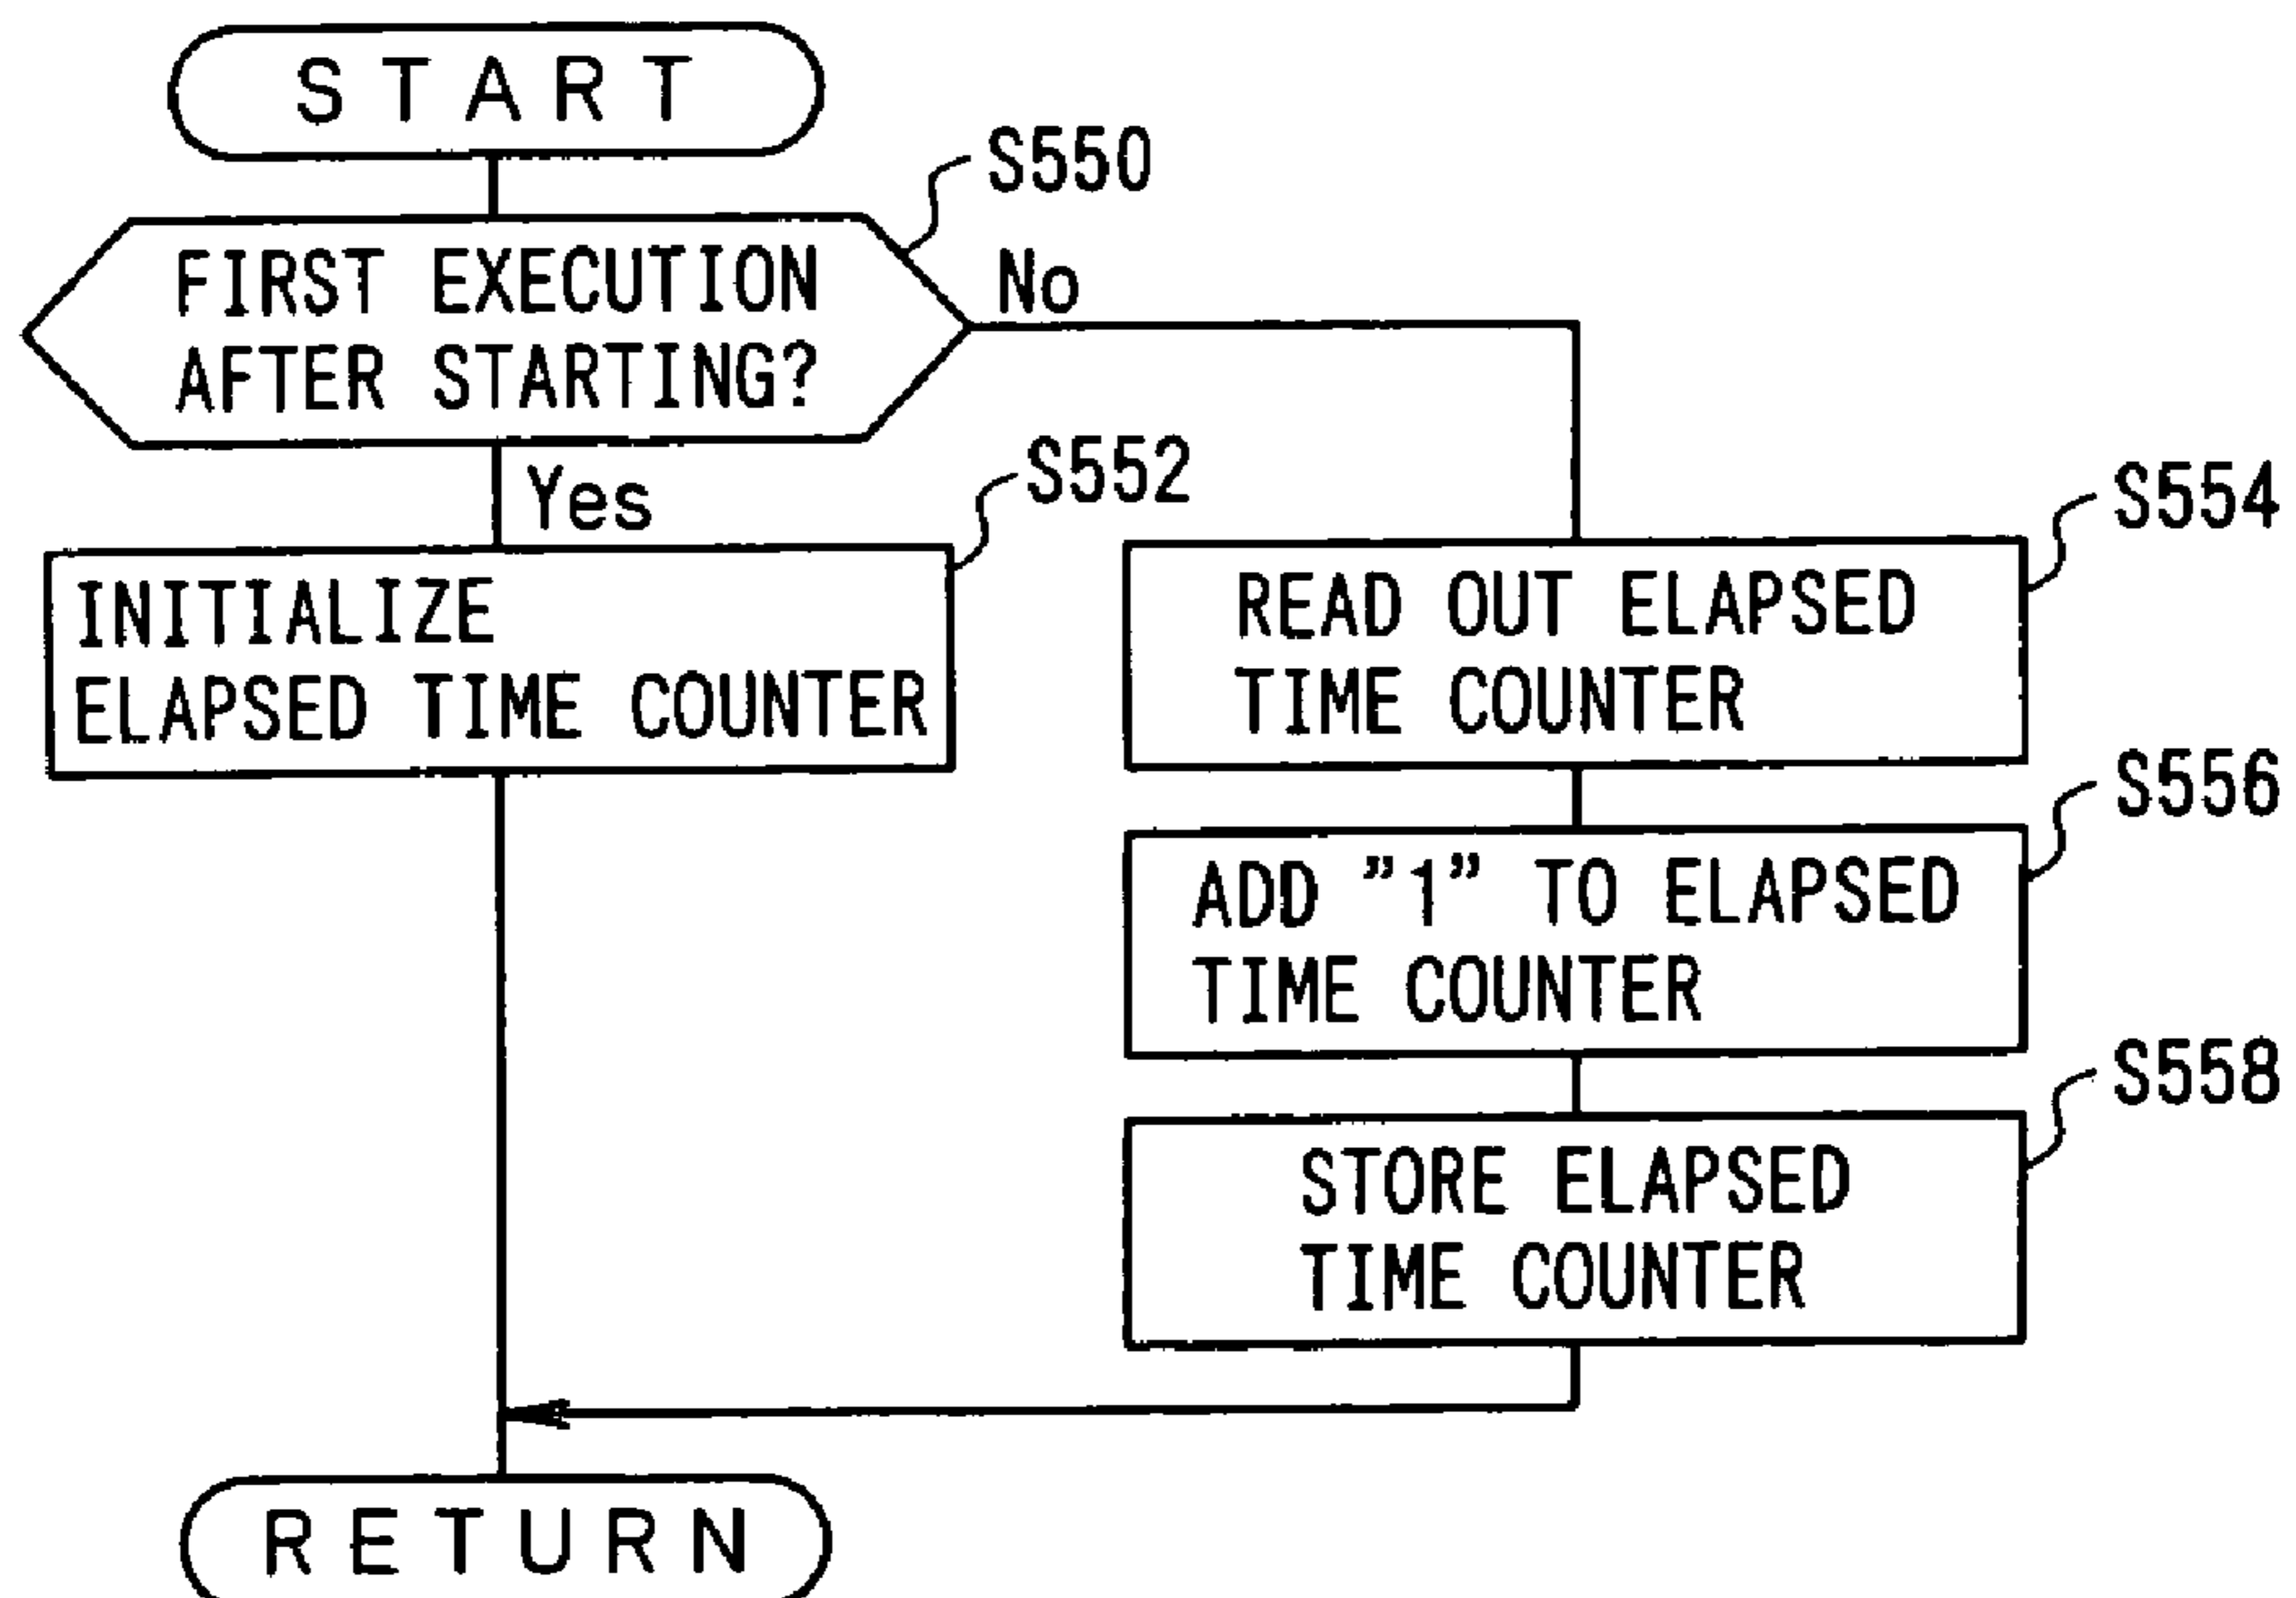 START
S550
FIRST EXECUTION
AFTER STARTING?
No
Yes
S552
INITIALIZE
ELAPSED TIME COUNTER
S554
READ OUT ELAPSED
TIME COUNTER
S556
ADD "1" TO ELAPSED
TIME COUNTER
S558
STORE ELAPSED
TIME COUNTER
RETURN